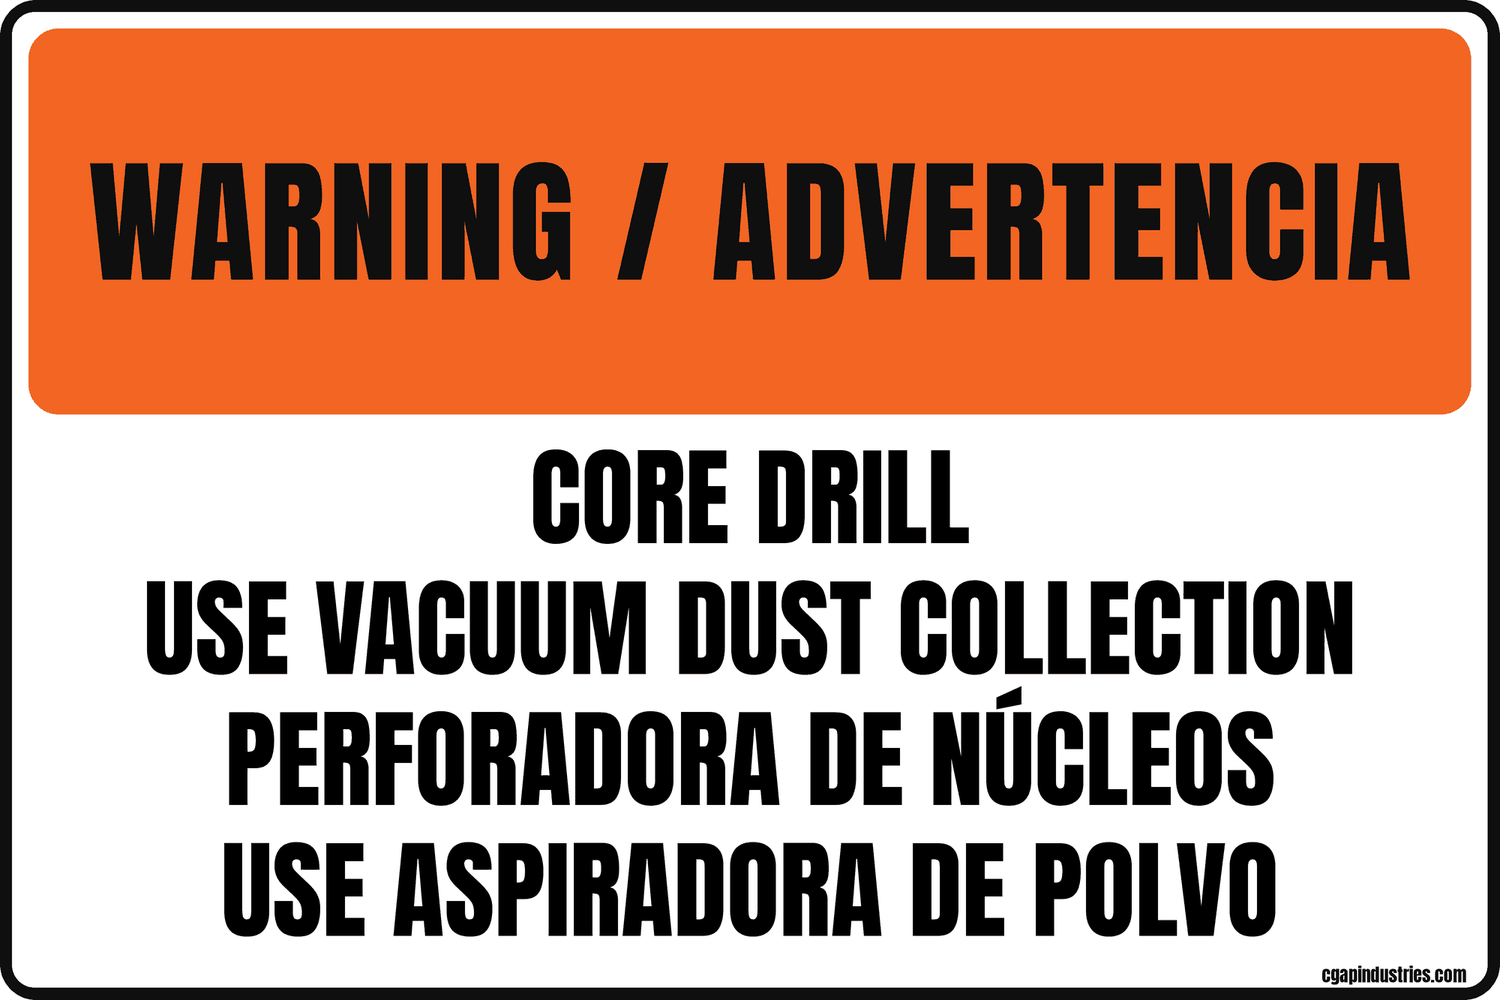 WARNING / ADVERTENCIA
CORE DRILL
USE VACUUM DUST COLLECTION
PERFORADORA DE NÚCLEOS
USE ASPIRADORA DE POLVO
cgapindustries.com